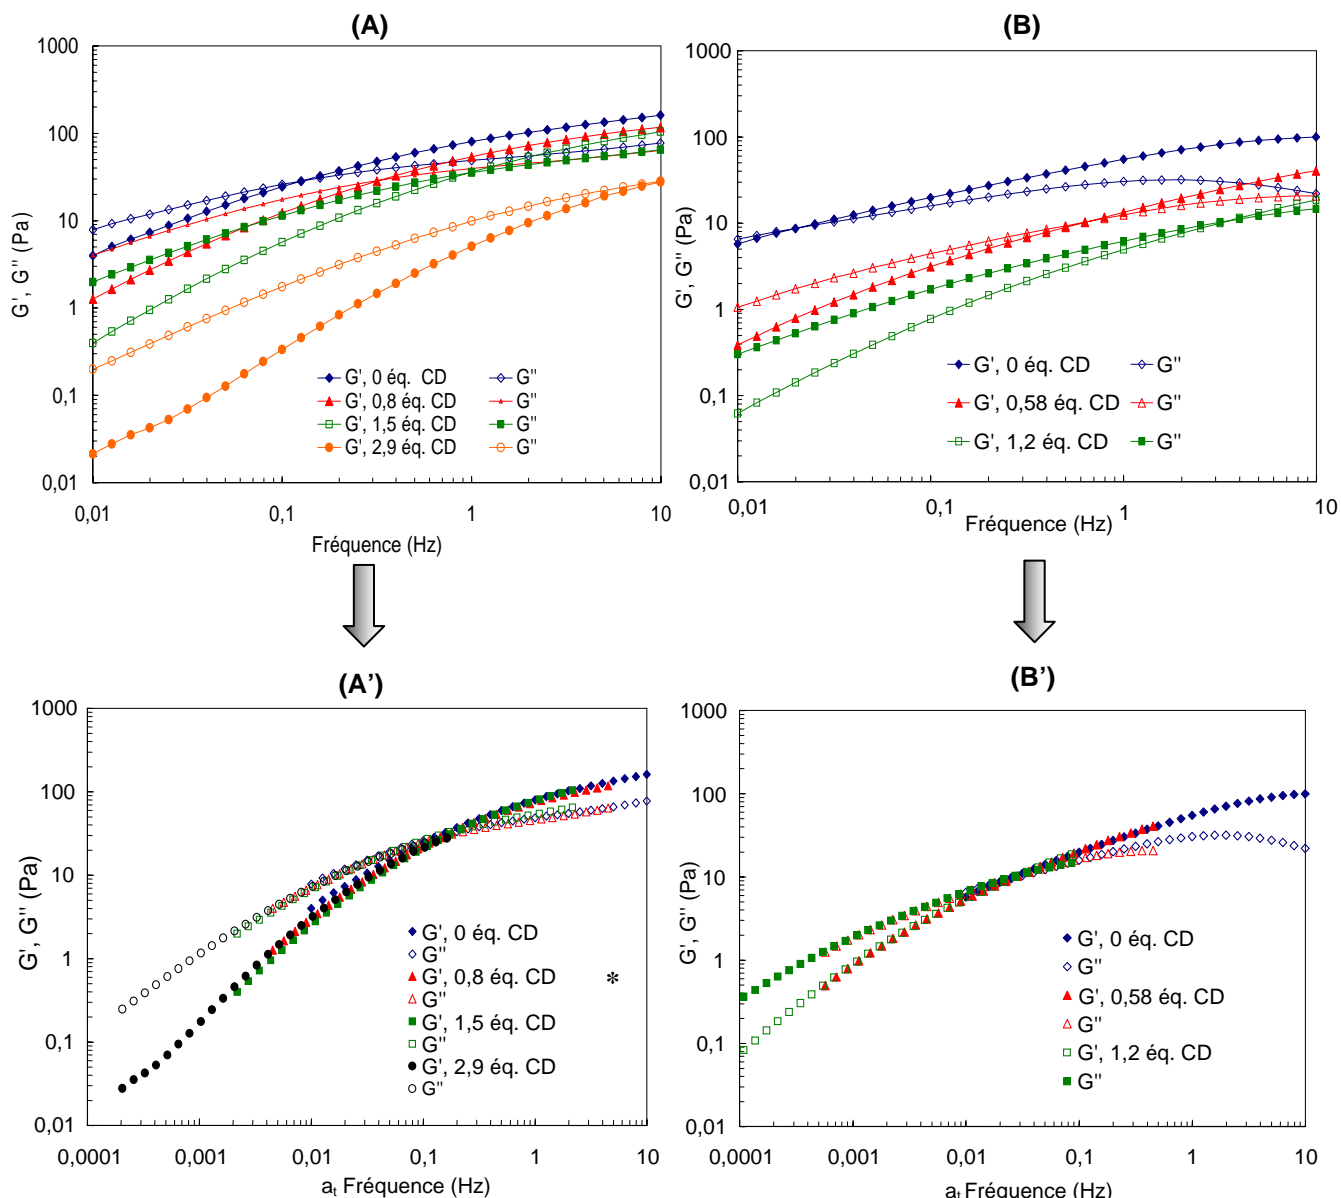 (A)
1000
100
10
1
0,1
0,01
G', G'' (Pa)
G', 0 éq. CD G''
G', 0,8 éq. CD G''
G', 1,5 éq. CD G''
G', 2,9 éq. CD G''
0,01 0,1 1 10
Fréquence (Hz)
(B)
1000
100
10
1
0,1
0,01
G', G'' (Pa)
G', 0 éq. CD G''
G', 0,58 éq. CD G''
G', 1,2 éq. CD G''
0,01 0,1 1 10
Fréquence (Hz)
(A')
1000
100
10
1
0,1
0,01
G', G'' (Pa)
G', 0 éq. CD
G''
G', 0,8 éq. CD *
G''
G', 1,5 éq. CD
G''
G', 2,9 éq. CD
G''
0,0001 0,001 0,01 0,1 1 10
at Fréquence (Hz)
(B')
1000
100
10
1
0,1
0,01
G', G'' (Pa)
G', 0 éq. CD
G''
G', 0,58 éq. CD
G''
G', 1,2 éq. CD
G''
0,0001 0,001 0,01 0,1 1 10
at Fréquence (Hz)